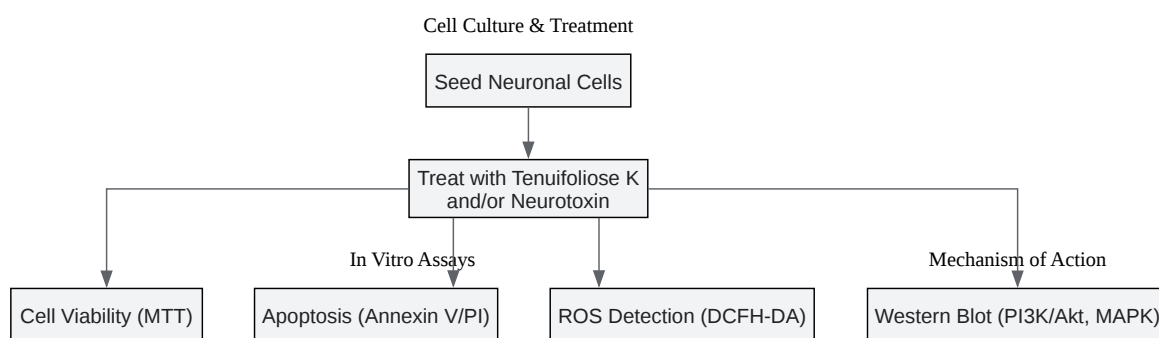 Cell Culture & Treatment
Seed Neuronal Cells
Treat with Tenuifoliose K
and/or Neurotoxin
In Vitro Assays
Mechanism of Action
Cell Viability (MTT)
Apoptosis (Annexin V/PI)
ROS Detection (DCFH-DA)
Western Blot (PI3K/Akt, MAPK)